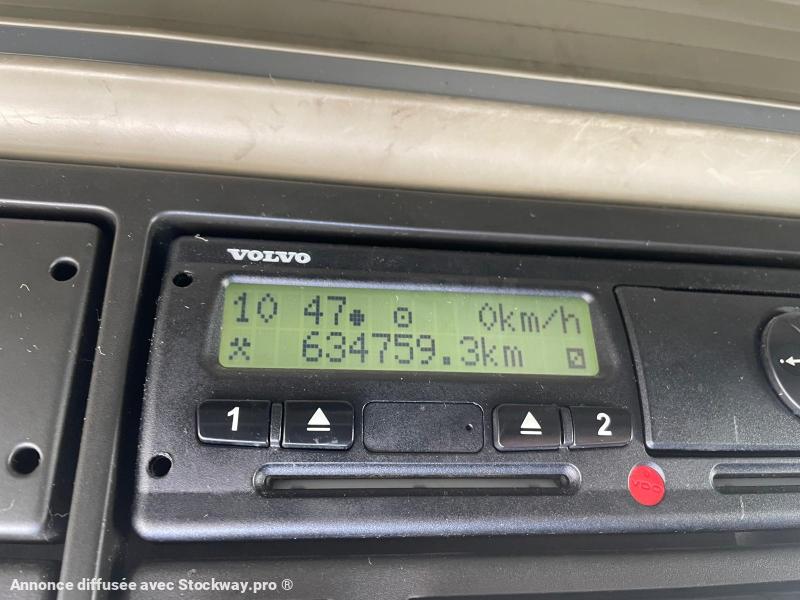 VOLVO
10 47 0km/h
634759.3km
1 2
VDO
Annonce diffusée avec Stockway.pro ®